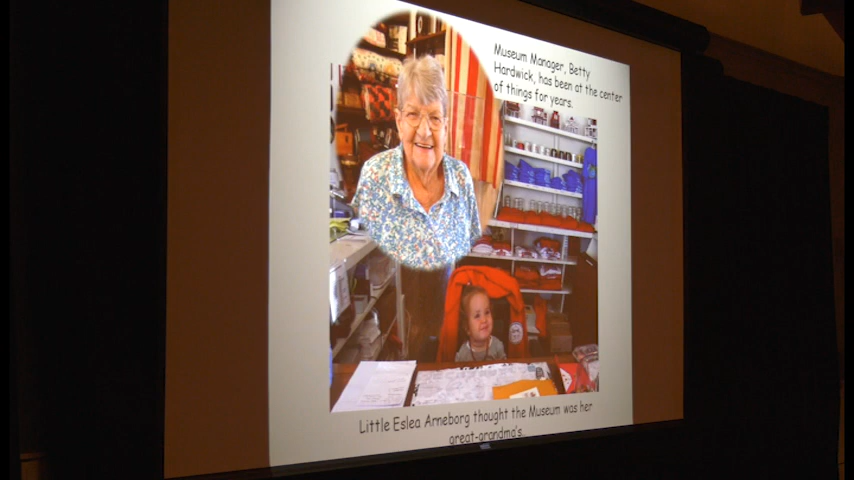 Museum Manager, Betty
Hardwick, has been at the center
of things for years.
Little Eslea Arneborg thought the Museum was her
great-grandma's.